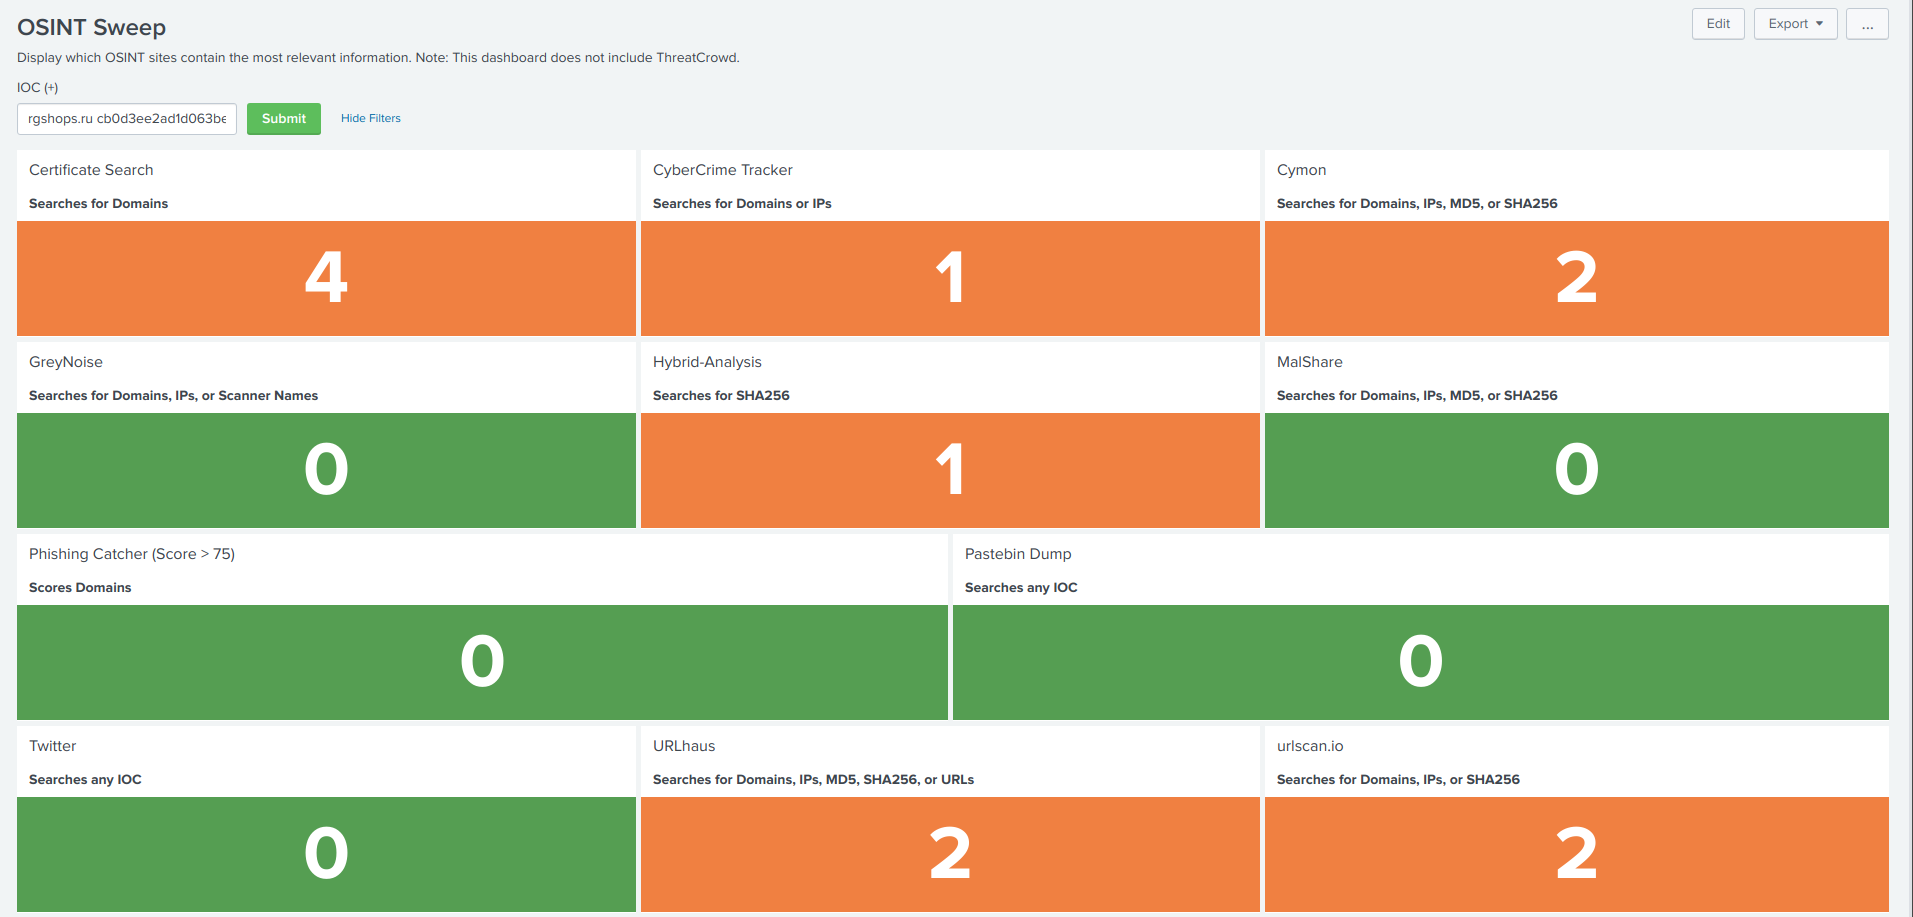 OSINT Sweep
Edit
Export
...
Display which OSINT sites contain the most relevant information. Note: This dashboard does not include ThreatCrowd.
IOC (+)
rgshops.ru cb0d3ee2ad1d063be
Submit
Hide Filters
Certificate Search
Searches for Domains
4
CyberCrime Tracker
Searches for Domains or IPs
1
Cymon
Searches for Domains, IPs, MD5, or SHA256
2
GreyNoise
Searches for Domains, IPs, or Scanner Names
0
Hybrid-Analysis
Searches for SHA256
1
MalShare
Searches for Domains, IPs, MD5, or SHA256
0
Phishing Catcher (Score > 75)
Scores Domains
0
Pastebin Dump
Searches any IOC
0
Twitter
Searches any IOC
0
URLhaus
Searches for Domains, IPs, MD5, SHA256, or URLs
2
urlscan.io
Searches for Domains, IPs, or SHA256
2